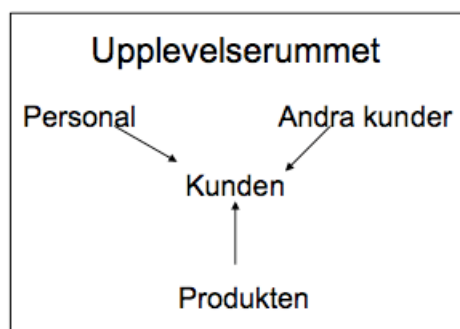 Upplevelserummet
Personal Andra kunder
Kunden
Produkten